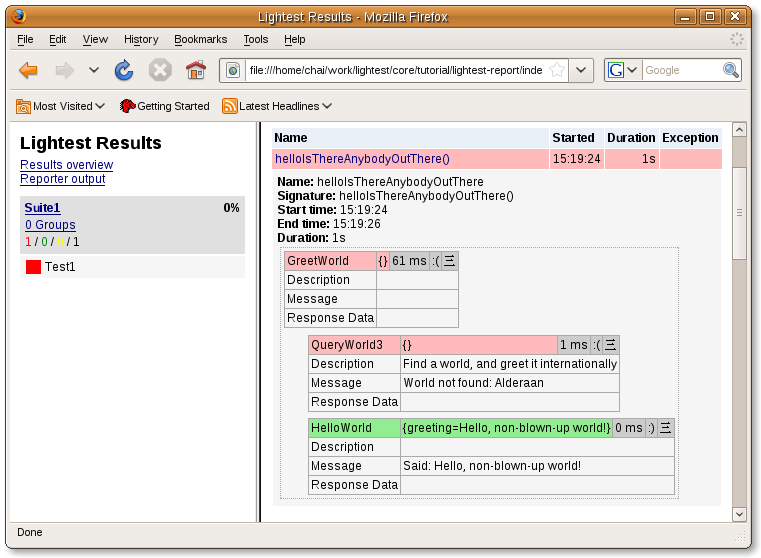 Lightest Results - Mozilla Firefox
File Edit View History Bookmarks Tools Help
file:///home/chai/work/lightest/core/tutorial/lightest-report/inde
G Google
Most Visited Getting Started Latest Headlines
Lightest Results
Results overview
Reporter output
Suite1 0%
0 Groups
1 / 0 / 0 / 1
Test1
Name Started Duration Exception
helloIsThereAnybodyOutThere() 15:19:24 1s
Name: helloIsThereAnybodyOutThere
Signature: helloIsThereAnybodyOutThere()
Start time: 15:19:24
End time: 15:19:26
Duration: 1s
GreetWorld {} 61 ms :( 三
Description
Message
Response Data
QueryWorld3 {} 1 ms :( 三
Description Find a world, and greet it internationally
Message World not found: Alderaan
Response Data
HelloWorld {greeting=Hello, non-blown-up world!} 0 ms :) 三
Description
Message Said: Hello, non-blown-up world!
Response Data
Done